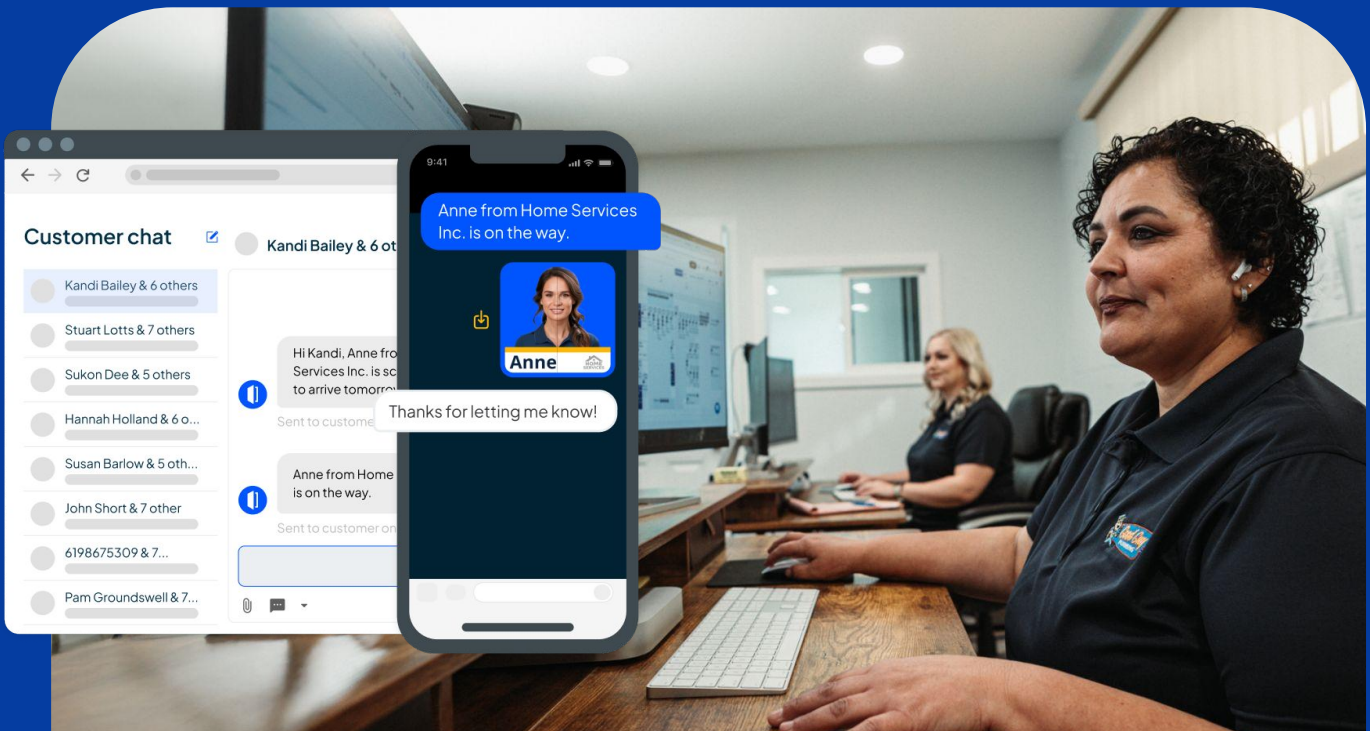 Customer chat
Kandi Bailey & 6 others
Stuart Lotts & 7 others
Sukon Dee & 5 others
Hannah Holland & 6 o...
Susan Barlow & 5 oth...
John Short & 7 other
6198675309 & 7...
Pam Groundswell & 7...
Kandi Bailey & 6 ot
Hi Kandi, Anne fro
Services Inc. is sc
to arrive tomorrow
Sent to custome
Anne from Home
is on the way.
Sent to customer on
9:41
Anne from Home Services
Inc. is on the way.
Anne
HOME
SERVICES
Thanks for letting me know!